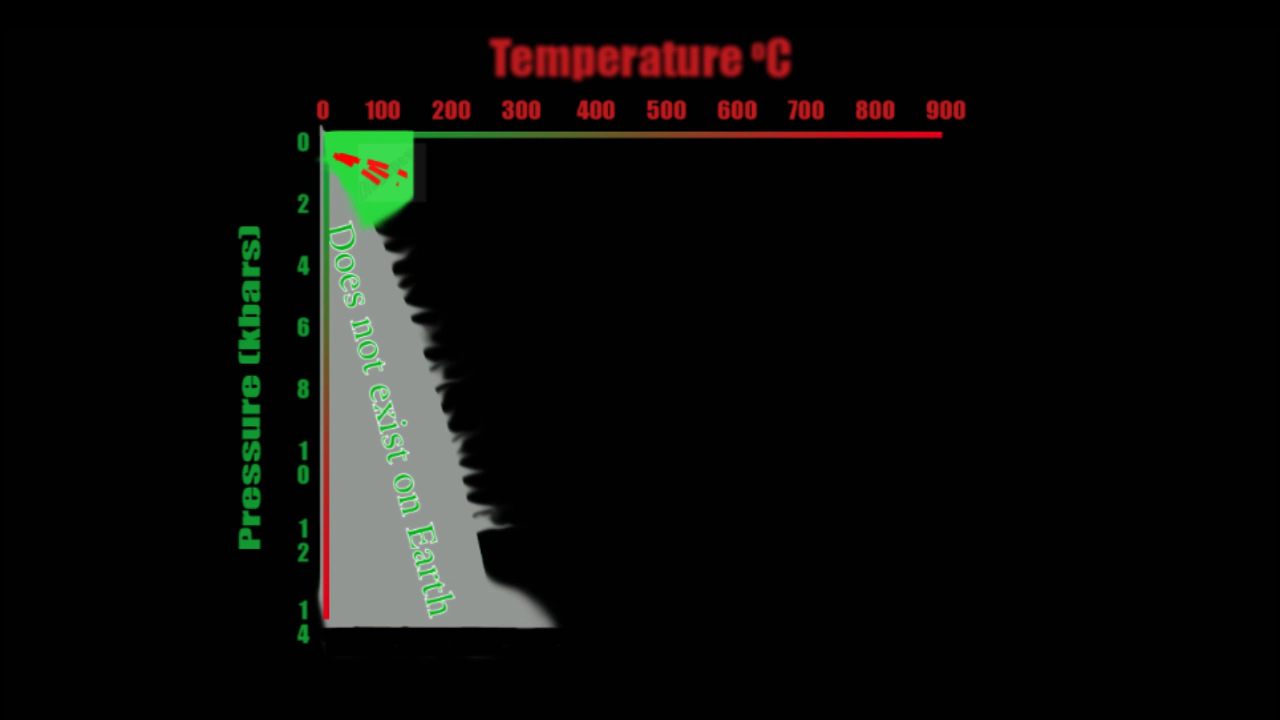 Temperature ºC
0 100 200 300 400 500 600 700 800 900
Pressure (kbars)
0
2
4
6
8
1
0
1
2
1
4
Does not exist on Earth